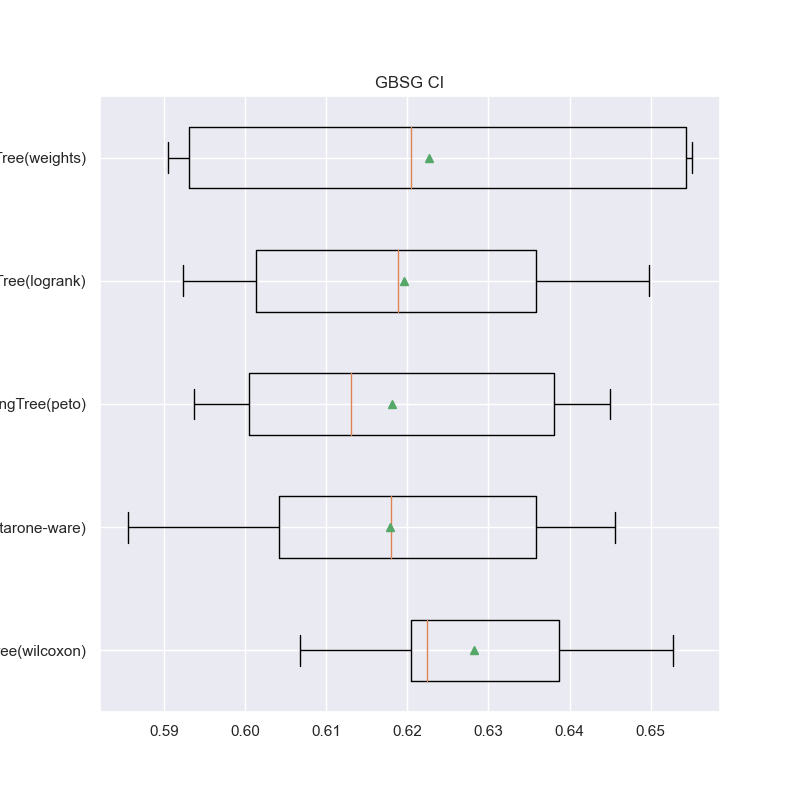 GBSG CI
Tree(weights)
Tree(logrank)
ngTree(peto)
tarone-ware)
ree(wilcoxon)
0.59 0.60 0.61 0.62 0.63 0.64 0.65